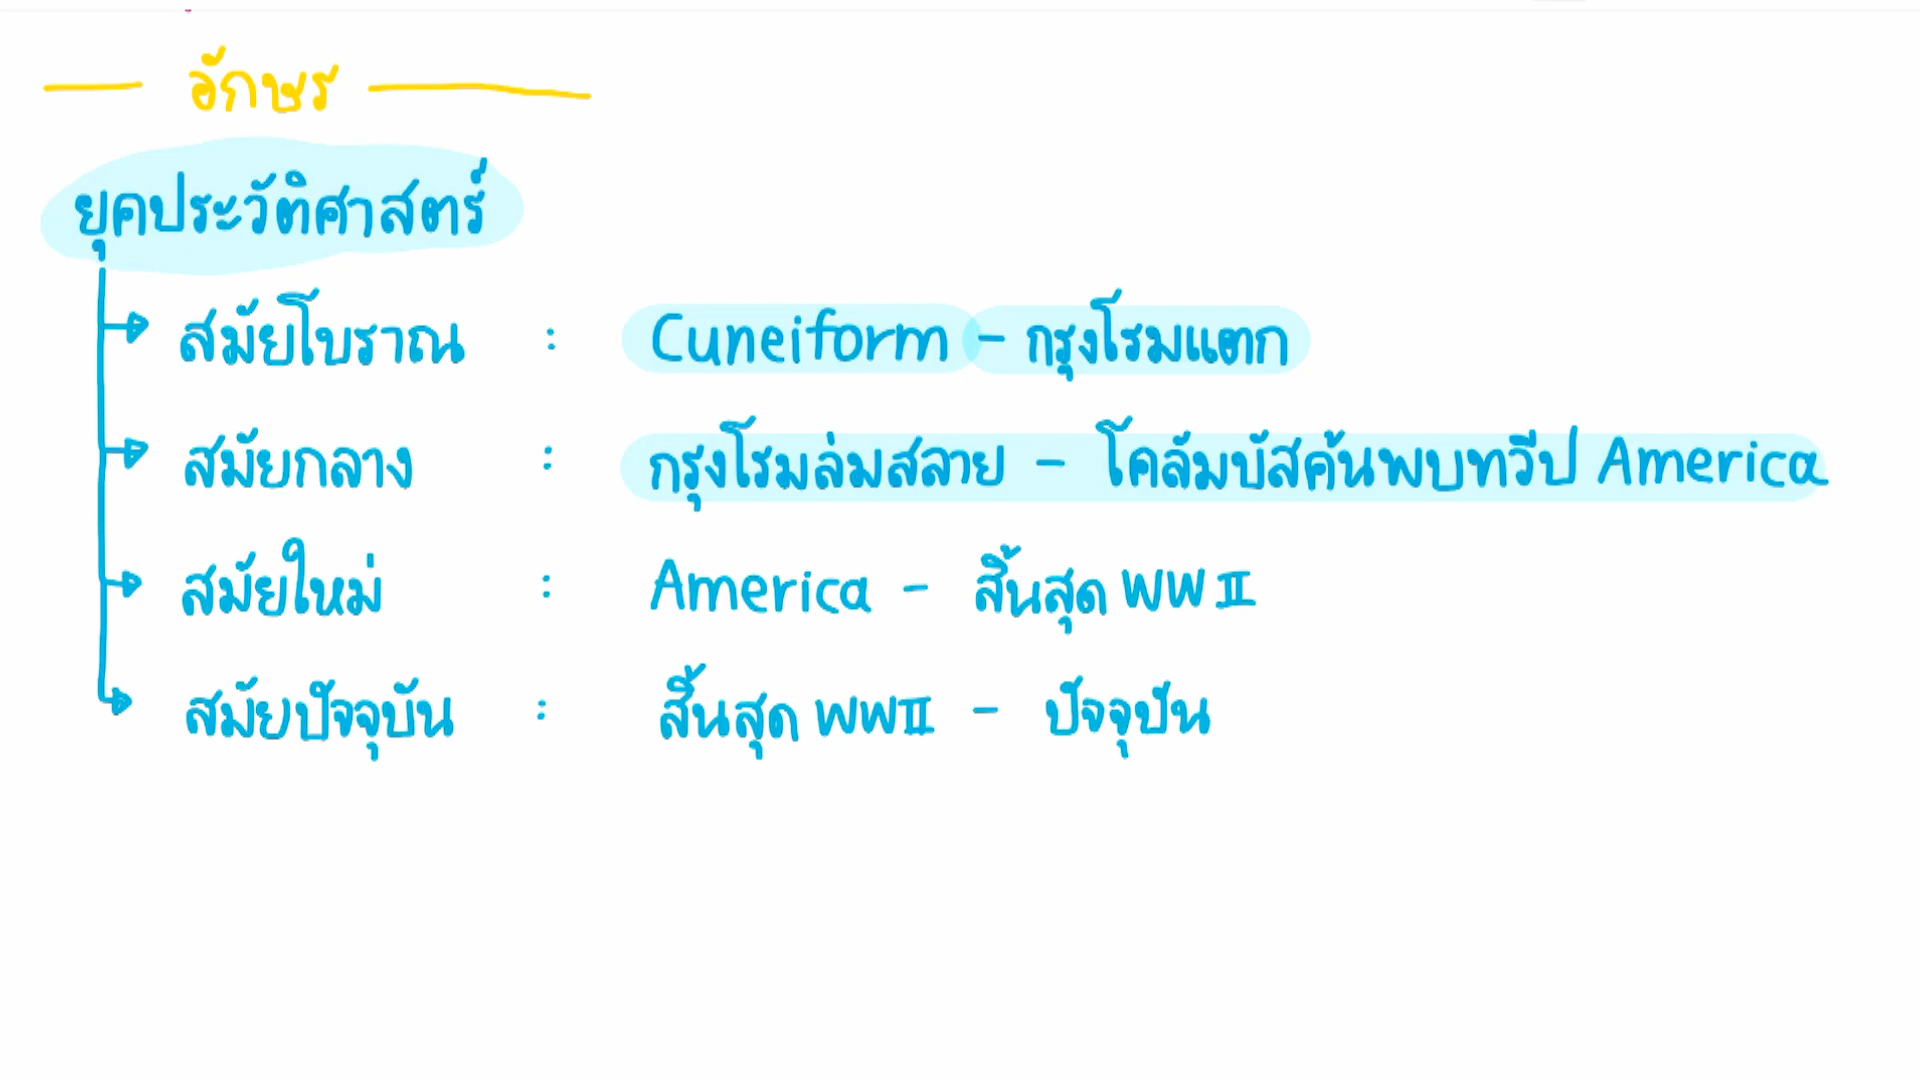 อักษร
ยุคประวัติศาสตร์
สมัยโบราณ : Cuneiform - กรุงโรมแตก
สมัยกลาง : กรุงโรมล่มสลาย - โคลัมบัสค้นพบทวีป America
สมัยใหม่ : America - สิ้นสุด WW II
สมัยปัจจุบัน : สิ้นสุด WWII - ปัจจุบัน